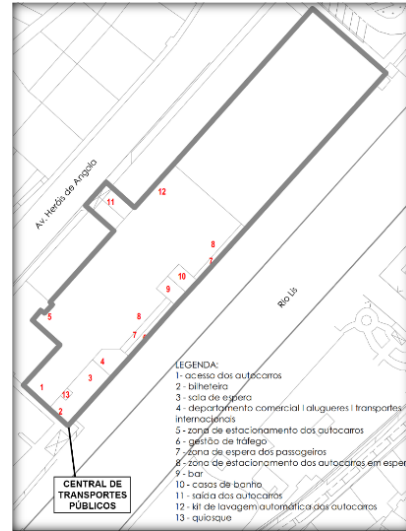 12
11
Av. Heróis de Angola
8
7
10
9
5
Rio Lis
8
7
4
3
1
13
2
CENTRAL DE
TRANSPORTES
PÚBLICOS
LEGENDA:
1- acesso dos autocarros
2 - bilheteira
3 - sala de espera
4 - departamento comercial I alugueres I transportes
internacionais
5 - zona de estacionamento dos autocarros
6 - gestão de tráfego
7 - zona de espera dos passageiros
8 - zona de estacionamento dos autocarros em espera
9 - bar
10 - casas de banho
11 - saída dos autocarros
12 - kit de lavagem automática dos autocarros
13 - quiosque